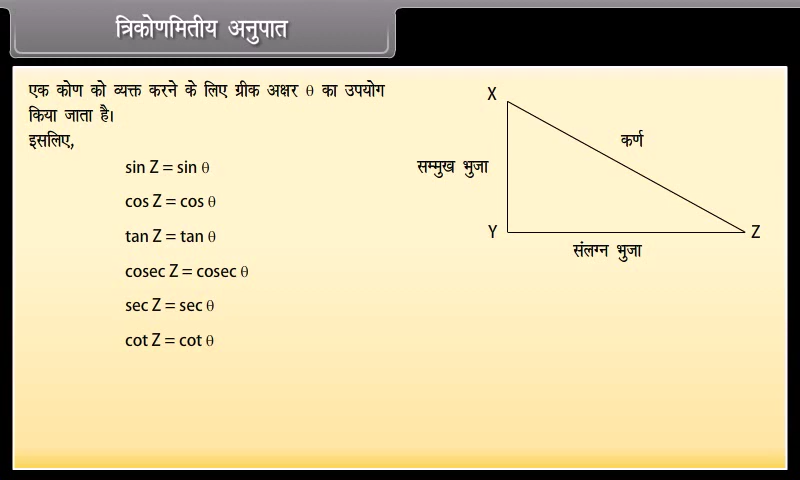 त्रिकोणमितीय अनुपात
एक कोण को व्यक्त करने के लिए ग्रीक अक्षर θ का उपयोग
किया जाता है।
इसलिए,
sin Z = sin θ
cos Z = cos θ
tan Z = tan θ
cosec Z = cosec θ
sec Z = sec θ
cot Z = cot θ
X
कर्ण
सम्मुख भुजा
Y
Z
संलग्न भुजा